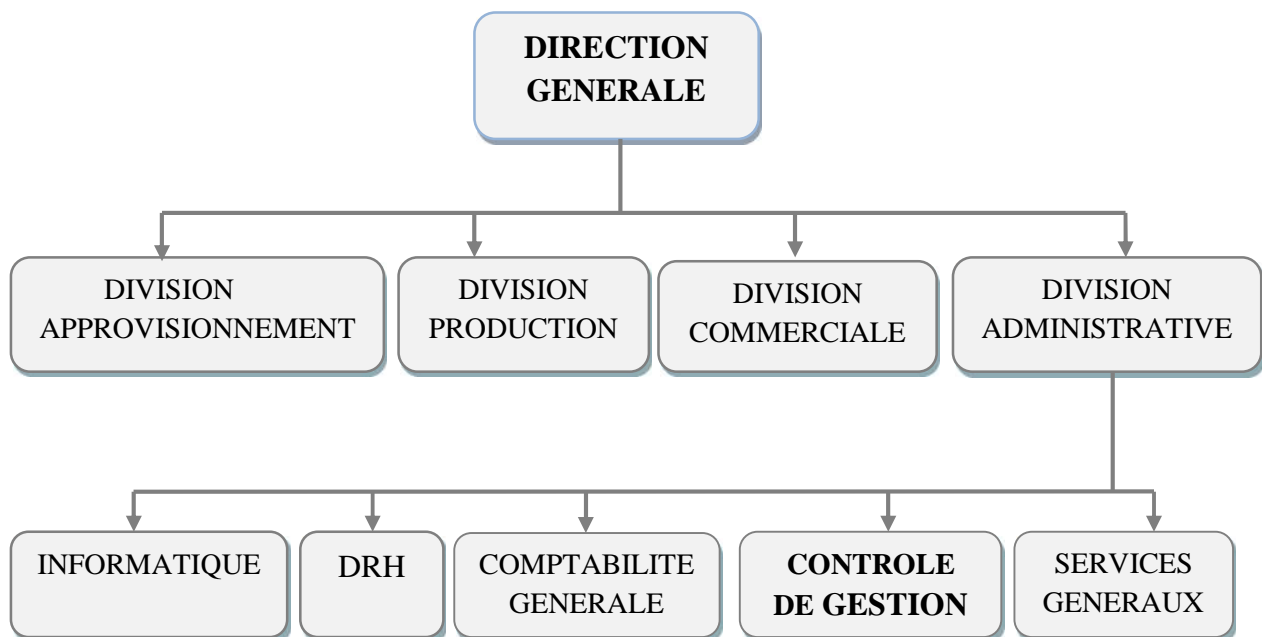 DIRECTION
GENERALE
DIVISION
APPROVISIONNEMENT
DIVISION
PRODUCTION
DIVISION
COMMERCIALE
DIVISION
ADMINISTRATIVE
INFORMATIQUE
DRH
COMPTABILITE
GENERALE
CONTROLE
DE GESTION
SERVICES
GENERAUX